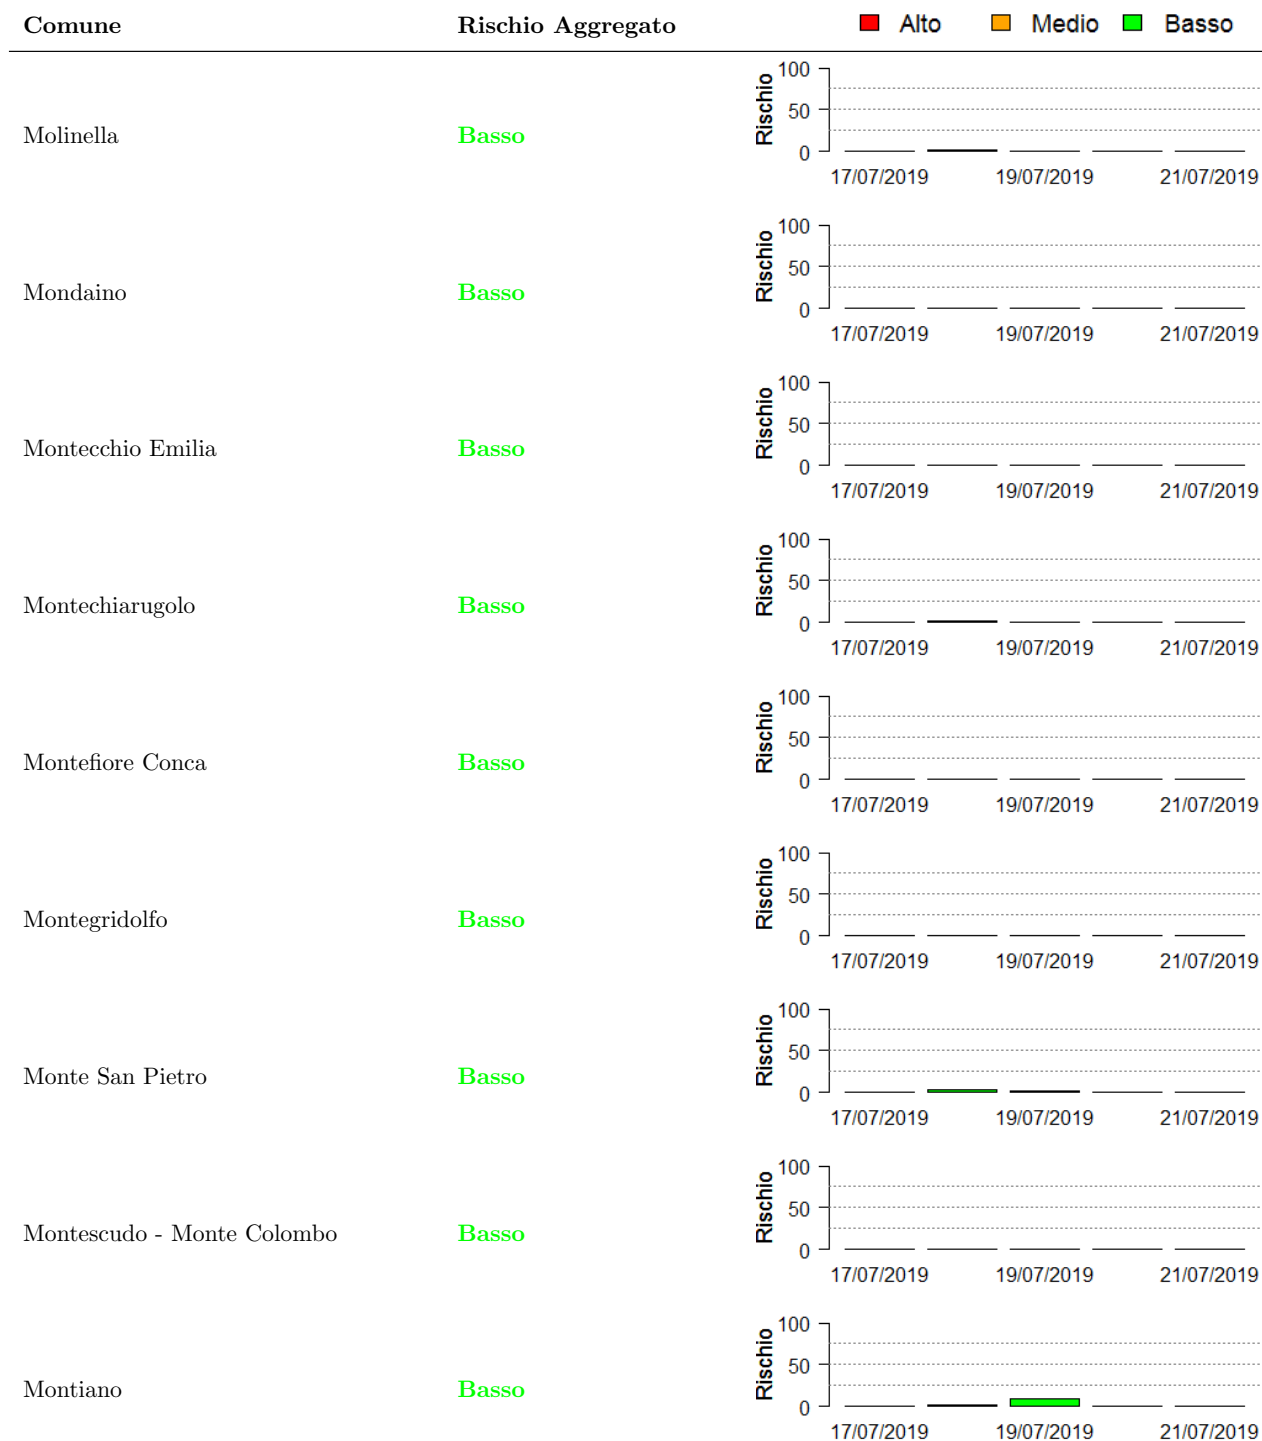 Comune Rischio Aggregato Alto Medio Basso
100
50
0
Rischio
Molinella Basso
17/07/2019 19/07/2019 21/07/2019
100
50
0
Rischio
Mondaino Basso
17/07/2019 19/07/2019 21/07/2019
100
50
0
Rischio
Montecchio Emilia Basso
17/07/2019 19/07/2019 21/07/2019
100
50
0
Rischio
Montechiarugolo Basso
17/07/2019 19/07/2019 21/07/2019
100
50
0
Rischio
Montefiore Conca Basso
17/07/2019 19/07/2019 21/07/2019
100
50
0
Rischio
Montegridolfo Basso
17/07/2019 19/07/2019 21/07/2019
100
50
0
Rischio
Monte San Pietro Basso
17/07/2019 19/07/2019 21/07/2019
100
50
0
Rischio
Montescudo - Monte Colombo Basso
17/07/2019 19/07/2019 21/07/2019
100
50
0
Rischio
Montiano Basso
17/07/2019 19/07/2019 21/07/2019